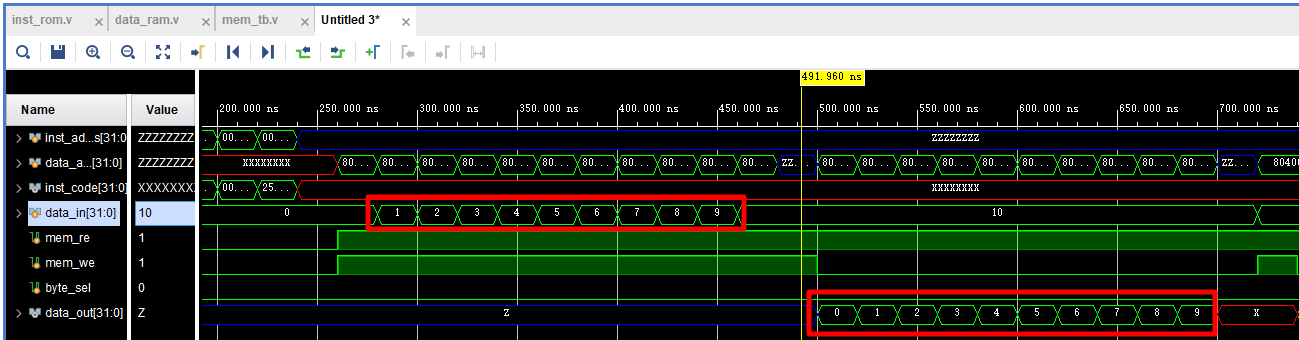 inst_rom.v × data_ram.v × mem_tb.v × Untitled 3* ×
491.960 ns
Name Value
200.000 ns 250.000 ns 300.000 ns 350.000 ns 400.000 ns 450.000 ns 500.000 ns 550.000 ns 600.000 ns 650.000 ns 700.000 ns
inst_ad...s[31:0 ZZZZZZZZ 00... 00... ZZZZZZZZ
data_a...[31:0] ZZZZZZZZ XXXXXXXX 80... 80... 80... 80... 80... 80... 80... 80... 80... 80... 80... ZZ... 80... 80... 80... 80... 80... 80... 80... 80... 80... 80... ZZ... 80400
inst_code[31:0] XXXXXXX 00... 25... XXXXXXXX
data_in[31:0] 10 0 1 2 3 4 5 6 7 8 9 10
mem_re 1
mem_we 1
byte_sel 0
data_out[31:0] Z Z 0 1 2 3 4 5 6 7 8 9 X